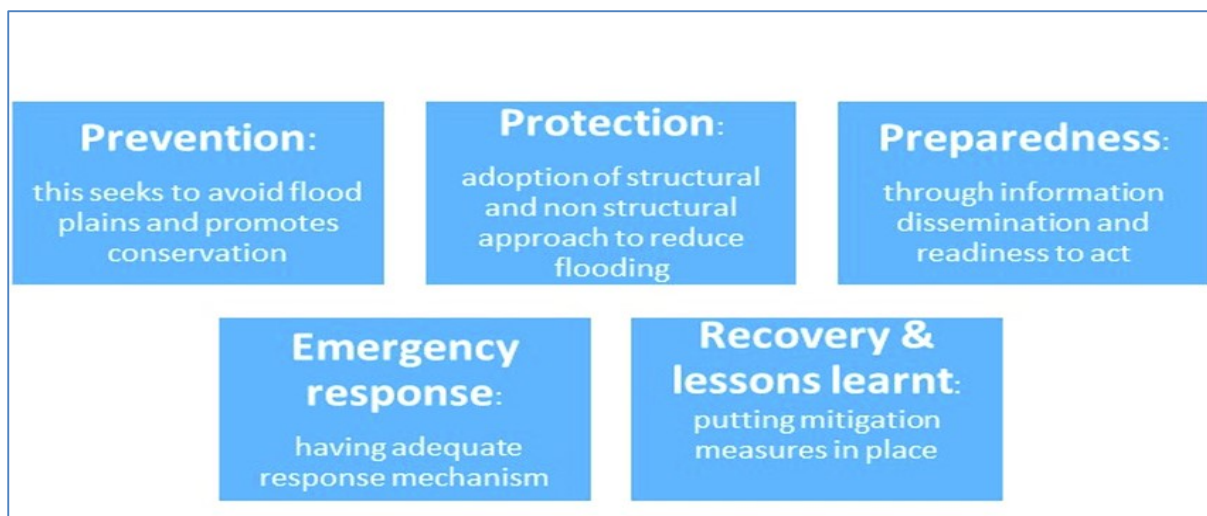 Prevention:
this seeks to avoid flood
plains and promotes
conservation
Protection:
adoption of structural
and non structural
approach to reduce
flooding
Preparedness:
through information
dissemination and
readiness to act
Emergency
response:
having adequate
response mechanism
Recovery &
lessons learnt:
putting mitigation
measures in place